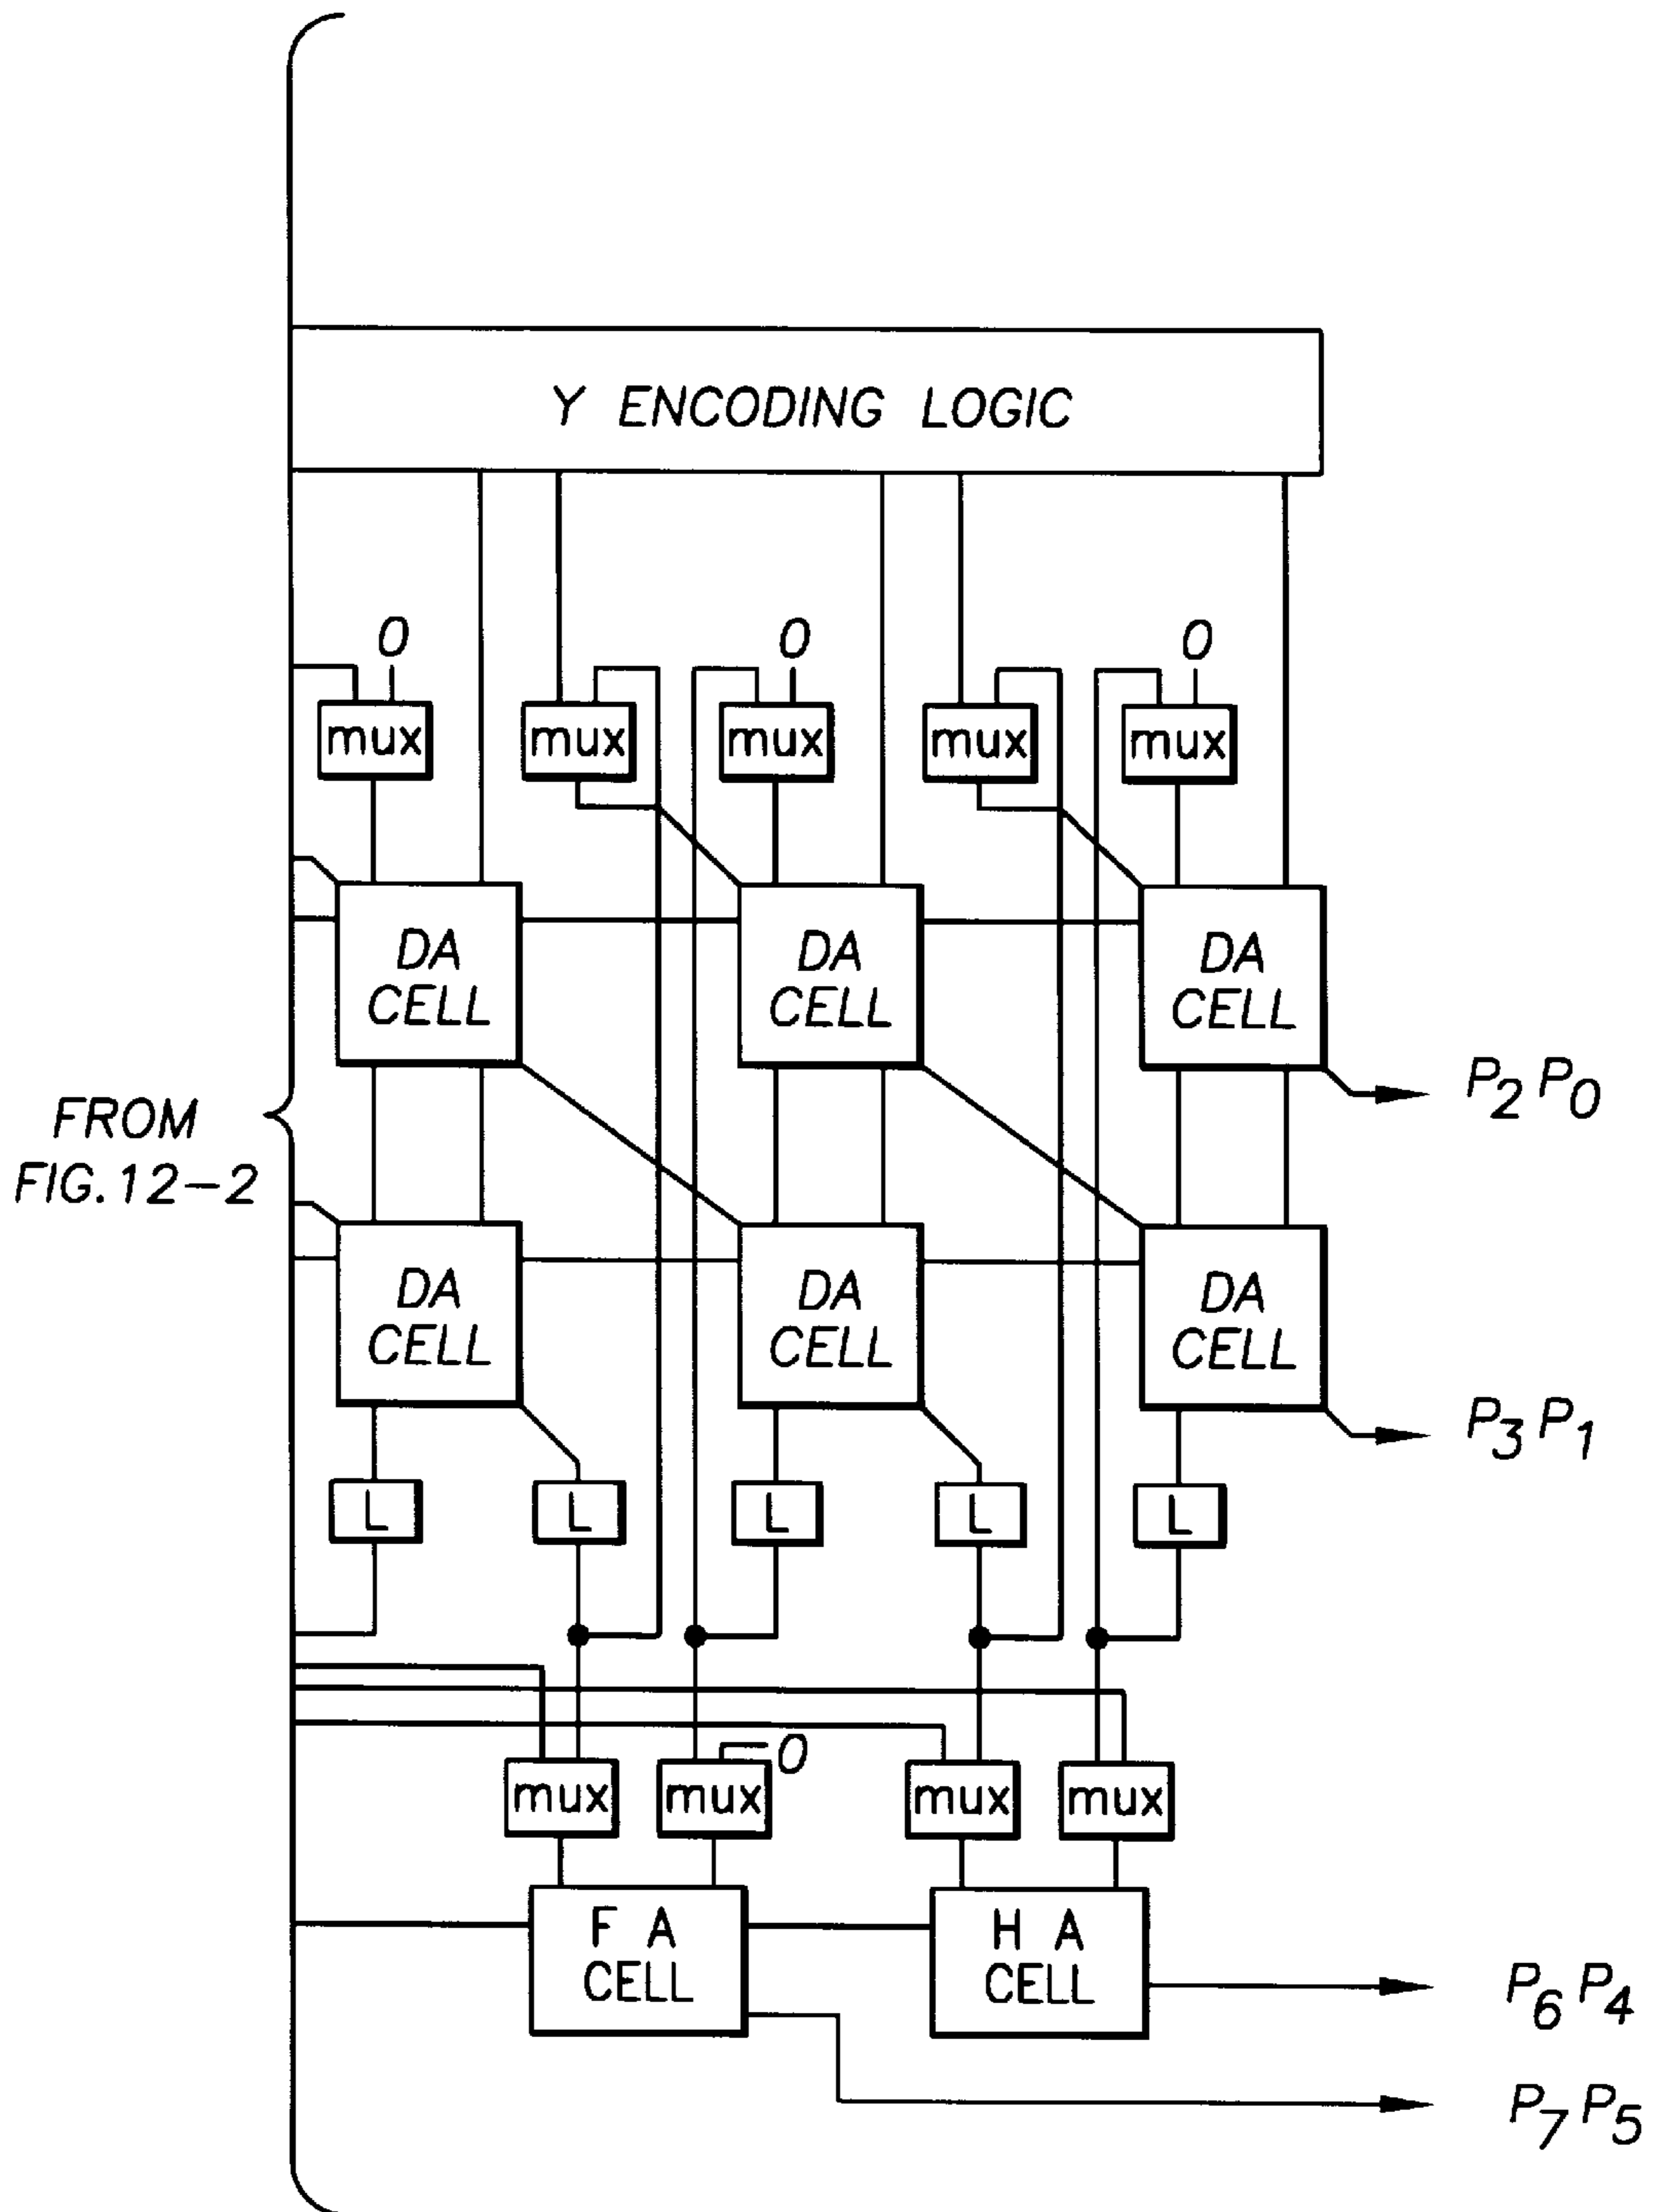 Y ENCODING LOGIC
0 0 0
mux mux mux mux mux
DA CELL DA CELL DA CELL
P2 P0
FROM
FIG.12-2
DA CELL DA CELL DA CELL
P3 P1
L L L L L
0
mux mux mux mux
F A CELL H A CELL
P6 P4
P7 P5